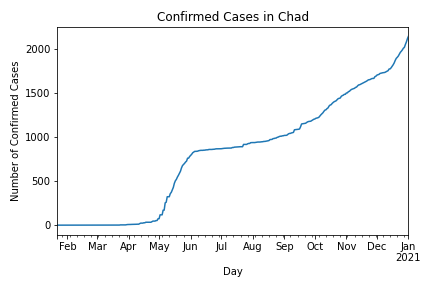 Confirmed Cases in Chad
Number of Confirmed Cases
2000
1500
1000
500
0
Feb Mar Apr May Jun Jul Aug Sep Oct Nov Dec Jan
2021
Day